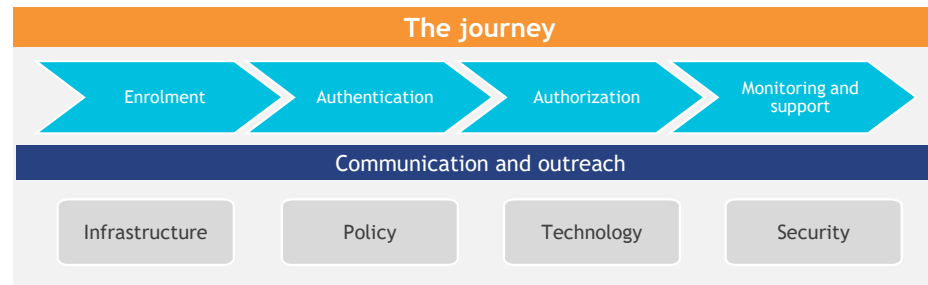 The journey
Enrolment
Authentication
Authorization
Monitoring and
support
Communication and outreach
Infrastructure
Policy
Technology
Security